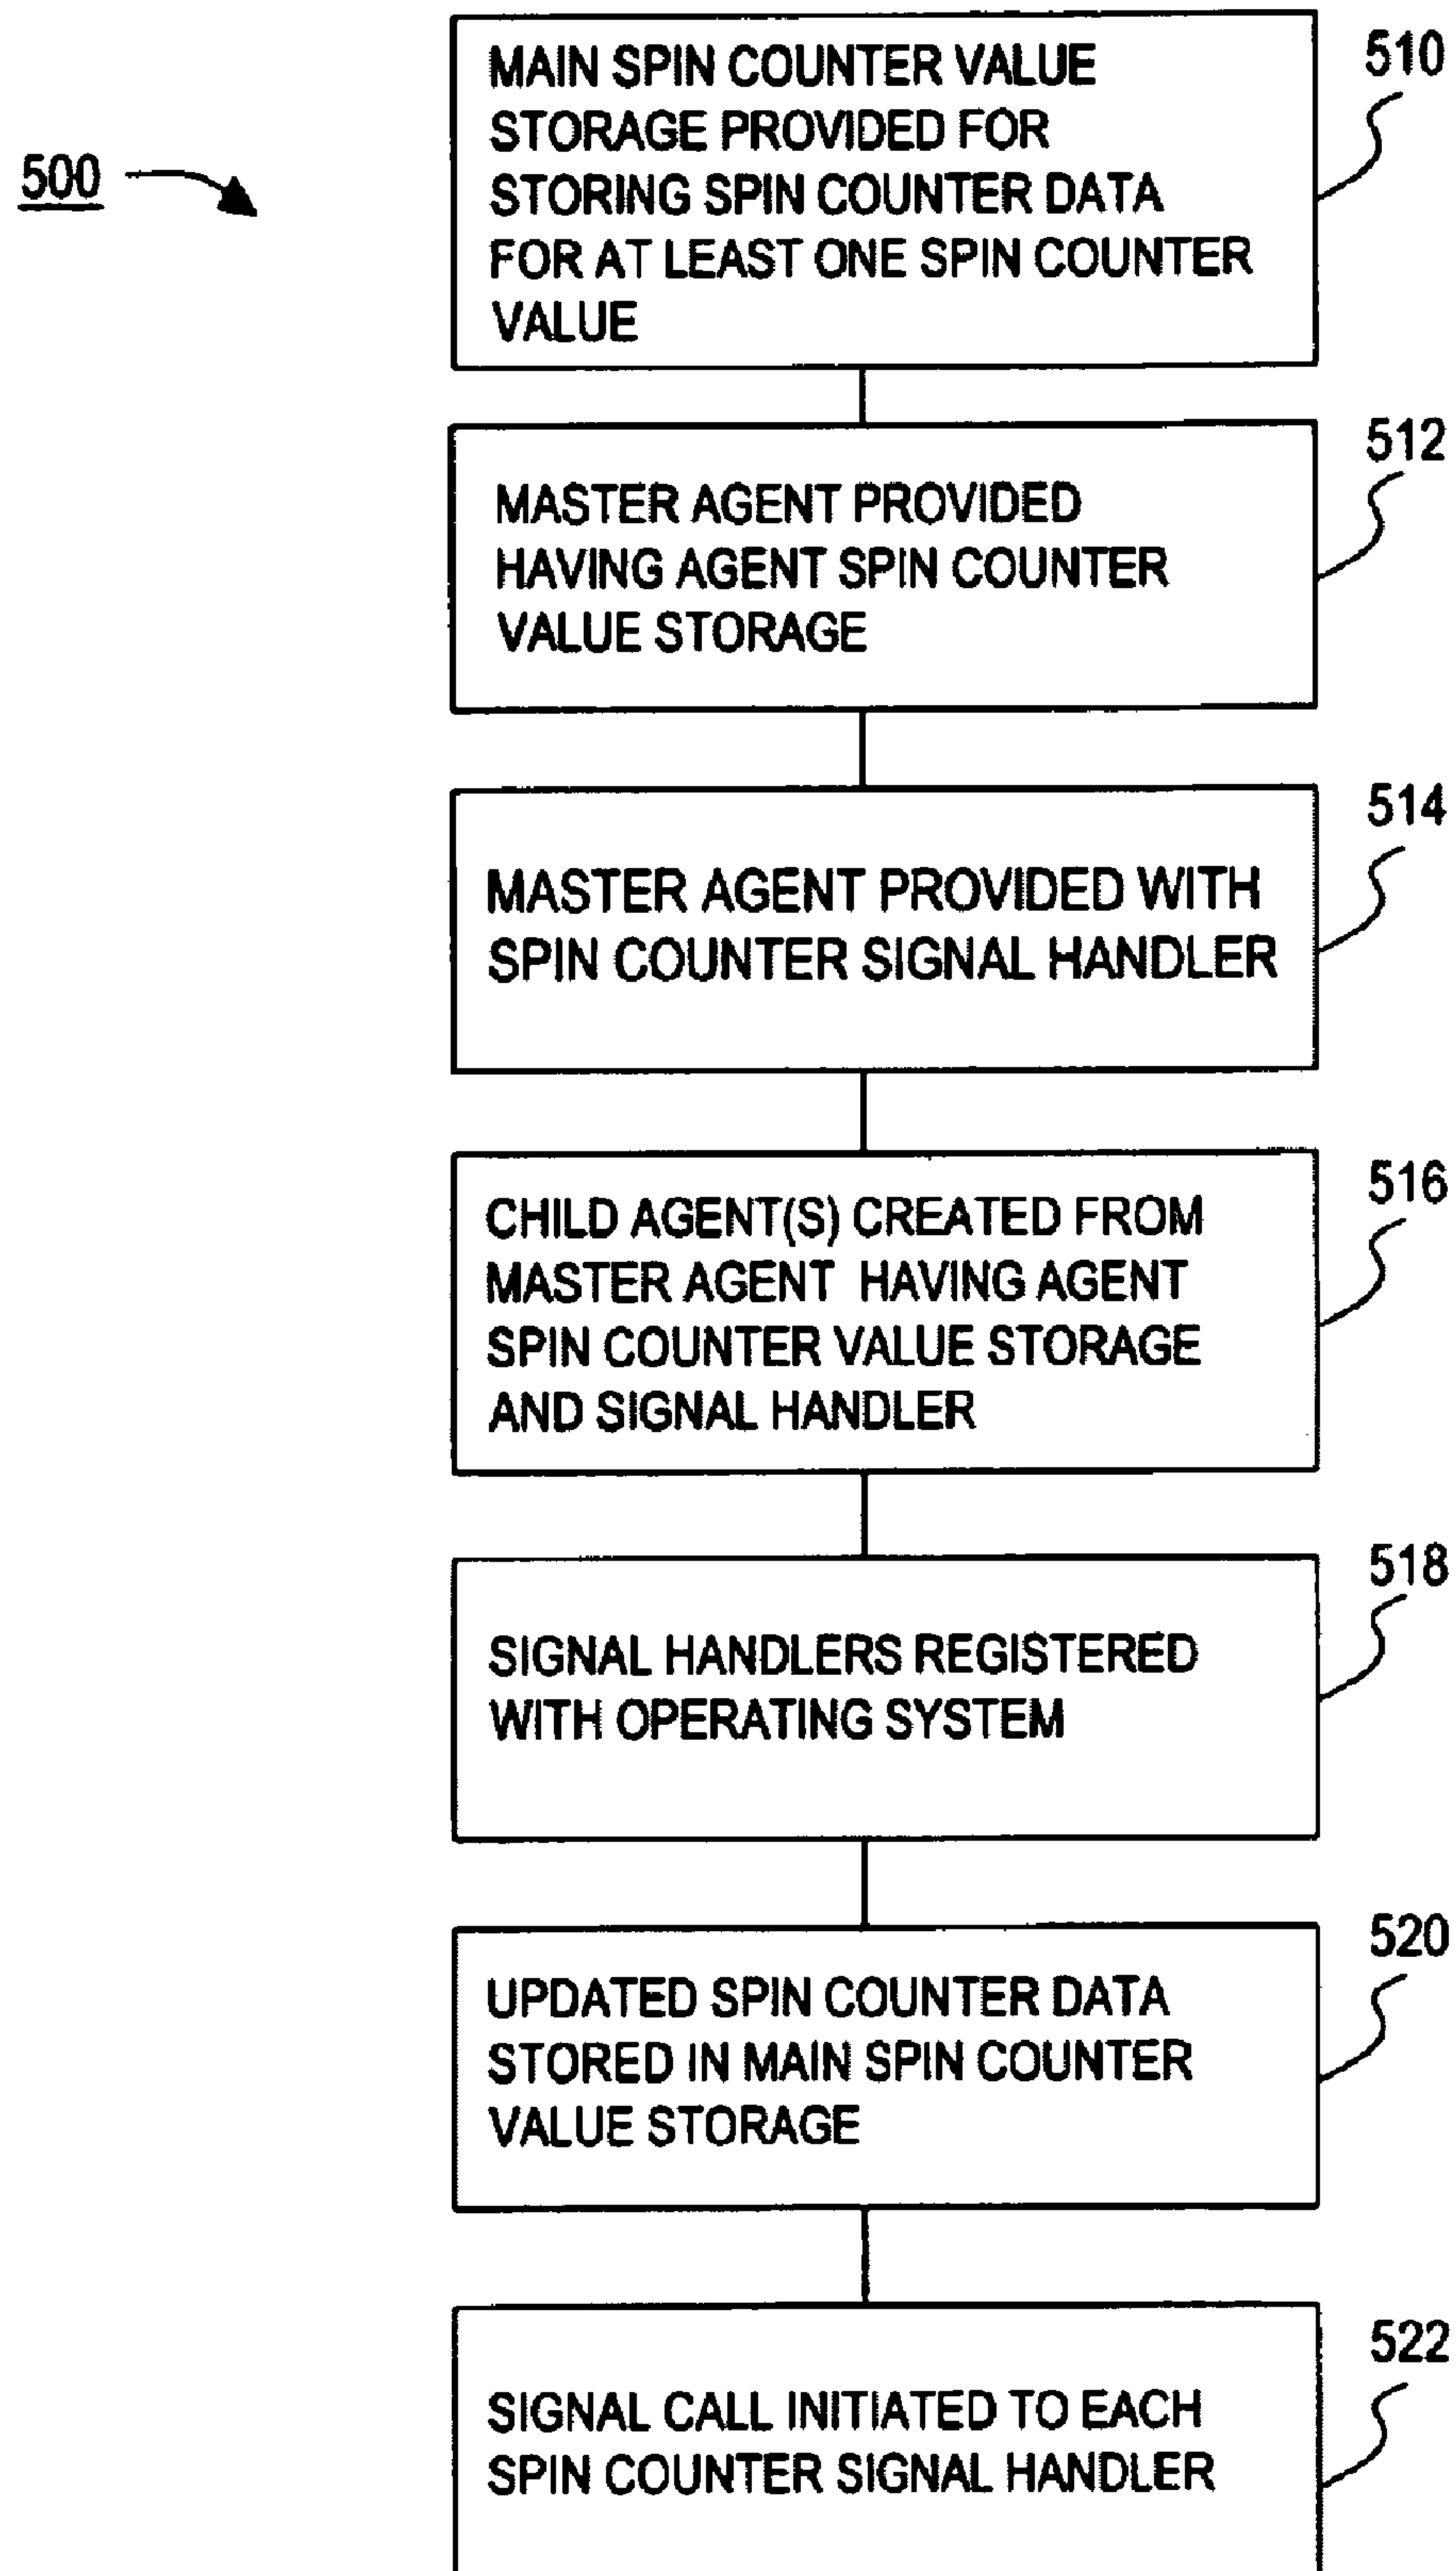 500
MAIN SPIN COUNTER VALUE
STORAGE PROVIDED FOR
STORING SPIN COUNTER DATA
FOR AT LEAST ONE SPIN COUNTER
VALUE
510
MASTER AGENT PROVIDED
HAVING AGENT SPIN COUNTER
VALUE STORAGE
512
MASTER AGENT PROVIDED WITH
SPIN COUNTER SIGNAL HANDLER
514
CHILD AGENT(S) CREATED FROM
MASTER AGENT HAVING AGENT
SPIN COUNTER VALUE STORAGE
AND SIGNAL HANDLER
516
SIGNAL HANDLERS REGISTERED
WITH OPERATING SYSTEM
518
UPDATED SPIN COUNTER DATA
STORED IN MAIN SPIN COUNTER
VALUE STORAGE
520
SIGNAL CALL INITIATED TO EACH
SPIN COUNTER SIGNAL HANDLER
522